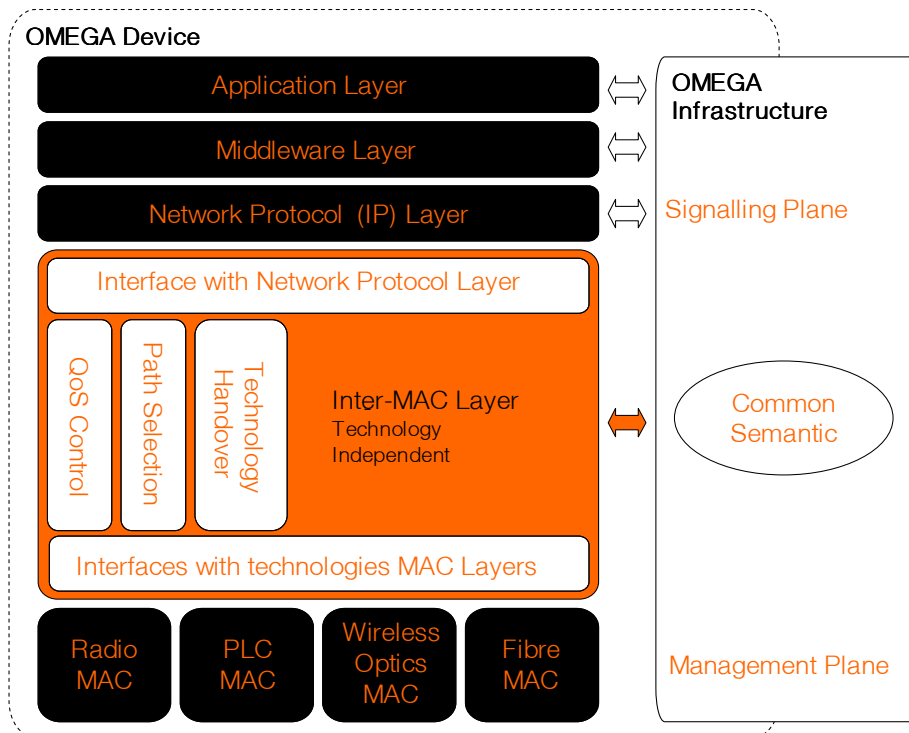 OMEGA Device
Application Layer
Middleware Layer
Network Protocol (IP) Layer
Interface with Network Protocol Layer
QoS Control
Path Selection
Technology
Handover
Inter-MAC Layer
Technology
Independent
Interfaces with technologies MAC Layers
Radio
MAC
PLC
MAC
Wireless
Optics
MAC
Fibre
MAC
OMEGA
Infrastructure
Signalling Plane
Common
Semantic
Management Plane